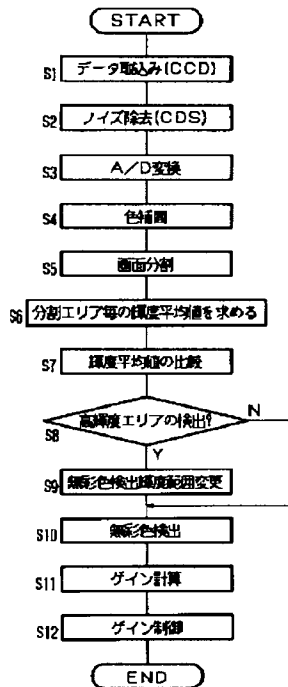 START
S1 データ取込み(CCD)
S2 ノイズ除去(CDS)
S3 A/D変換
S4 色補間
S5 画面分割
S6 分割エリア毎の輝度平均値を求める
S7 輝度平均値の比較
高輝度エリアの検出? N
S8
Y
S9 無彩色検出輝度範囲変更
S10 無彩色検出
S11 ゲイン計算
S12 ゲイン制御
END